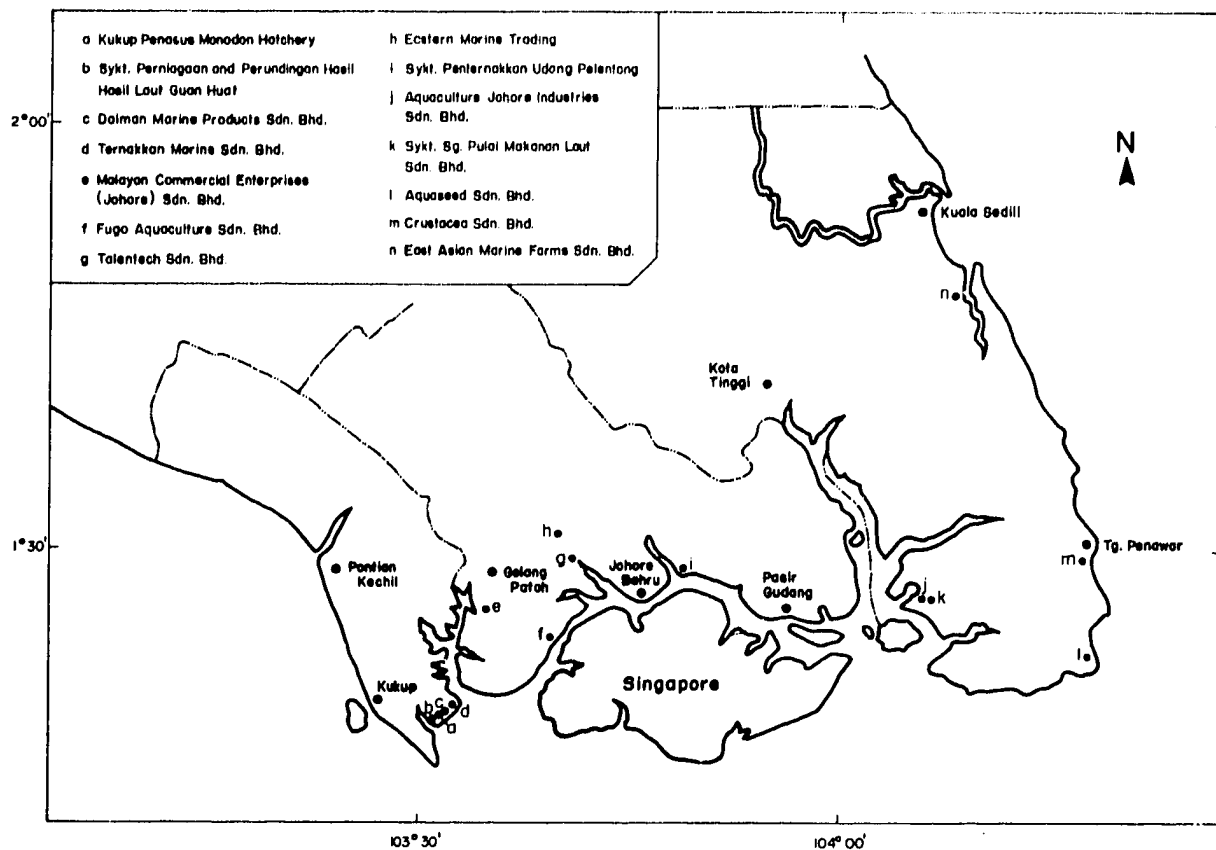 a Kukup Penaeus Monodon Hatchery
b Sykt. Perniagaan and Perundingan Hasil
Hasil Laut Guan Huat
c Dalman Marine Products Sdn. Bhd.
d Ternakkan Marine Sdn. Bhd.
e Malayan Commercial Enterprises
(Johore) Sdn. Bhd.
f Fugo Aquaculture Sdn. Bhd.
g Talentech Sdn. Bhd.
h Eastern Marine Trading
i Sykt. Penternakkan Udang Pelentong
j Aquaculture Johore Industries
Sdn. Bhd.
k Sykt. Sg. Pulai Makanan Laut
Sdn. Bhd.
l Aquaseed Sdn. Bhd.
m Crustacea Sdn. Bhd.
n East Asian Marine Farms Sdn. Bhd.
2° 00'
N
Kuala Sedili
n
Kota
Tinggi
1° 30'
h
Tg. Penawar
g
Johore
Bahru
i
m
Pontian
Kechil
Gelang
Patah
Pasir
Gudang
e
j
k
f
l
Singapore
Kukup
b
c
d
a
103° 30'
104° 00'